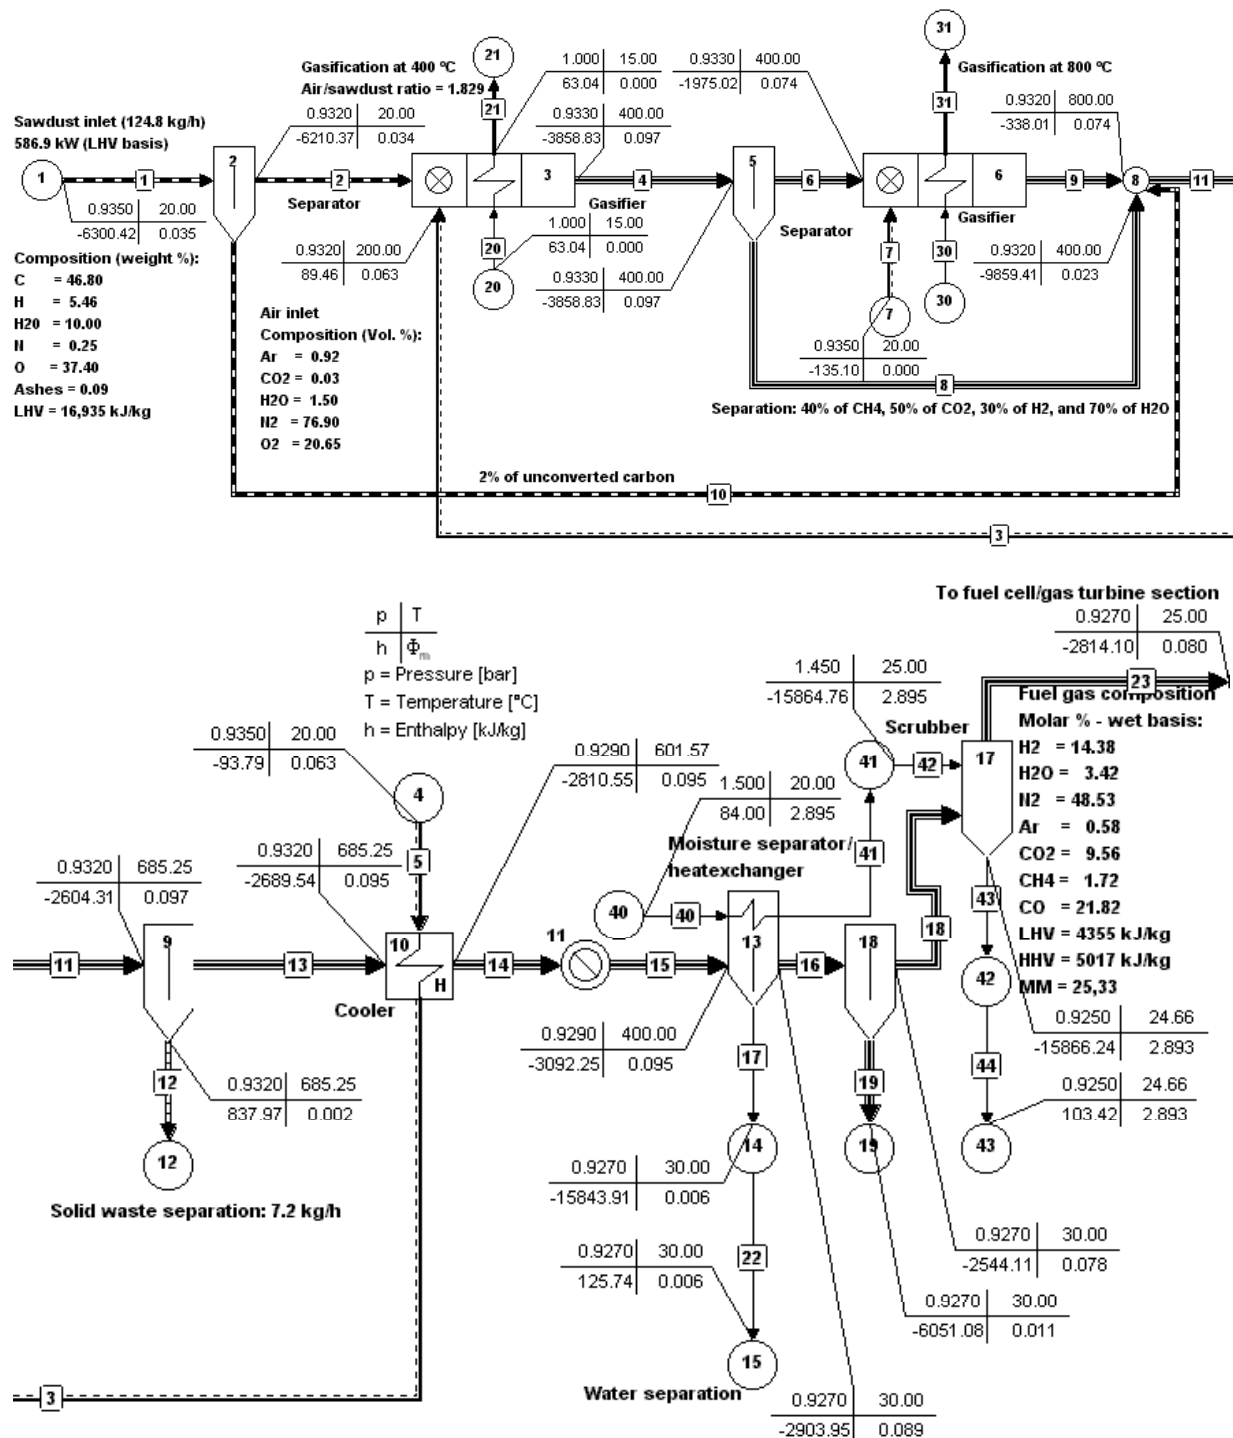 Gasification at 400 ºC
Air/sawdust ratio = 1.829
21
21
1.000 15.00
63.04 0.000
0.9330 400.00
-1975.02 0.074
31
31
Gasification at 800 ºC
Sawdust inlet (124.8 kg/h)
586.9 kW (LHV basis)
0.9320 20.00
-6210.37 0.034
0.9330 400.00
-3858.83 0.097
0.9320 800.00
-338.01 0.074
1
1
2
2
3
4
5
6
6
9
8
11
Separator
Gasifier
Separator
Gasifier
0.9350 20.00
-6300.42 0.035
0.9320 200.00
89.46 0.063
20
20
1.000 15.00
63.04 0.000
0.9330 400.00
-3858.83 0.097
7
7
30
30
0.9320 400.00
-9859.41 0.023
Composition (weight %):
C = 46.80
H = 5.46
H20 = 10.00
N = 0.25
O = 37.40
Ashes = 0.09
LHV = 16,935 kJ/kg
Air inlet
Composition (Vol. %):
Ar = 0.92
CO2 = 0.03
H2O = 1.50
N2 = 76.90
O2 = 20.65
0.9350 20.00
-135.10 0.000
8
Separation: 40% of CH4, 50% of CO2, 30% of H2, and 70% of H2O
2% of unconverted carbon
10
3
To fuel cell/gas turbine section
0.9270 25.00
-2814.10 0.080
p T
h Φm
p = Pressure [bar]
T = Temperature [ºC]
h = Enthalpy [kJ/kg]
1.450 25.00
-15864.76 2.895
23
Fuel gas composition
Molar % - wet basis:
H2 = 14.38
H2O = 3.42
N2 = 48.53
Ar = 0.58
CO2 = 9.56
CH4 = 1.72
CO = 21.82
LHV = 4355 kJ/kg
HHV = 5017 kJ/kg
MM = 25,33
Scrubber
0.9350 20.00
-93.79 0.063
0.9290 601.57
-2810.55 0.095
41
42
17
4
1.500 20.00
84.00 2.895
Moisture separator/
heatexchanger
41
0.9320 685.25
-2604.31 0.097
0.9320 685.25
-2689.54 0.095
5
40
40
43
11
9
13
10
H
14
11
15
13
16
18
18
42
Cooler
0.9290 400.00
-3092.25 0.095
0.9250 24.66
-15866.24 2.893
12
0.9320 685.25
837.97 0.002
17
19
44
0.9250 24.66
103.42 2.893
12
14
19
43
Solid waste separation: 7.2 kg/h
0.9270 30.00
-15843.91 0.006
0.9270 30.00
125.74 0.006
22
0.9270 30.00
-2544.11 0.078
0.9270 30.00
-6051.08 0.011
15
3
Water separation
0.9270 30.00
-2903.95 0.089